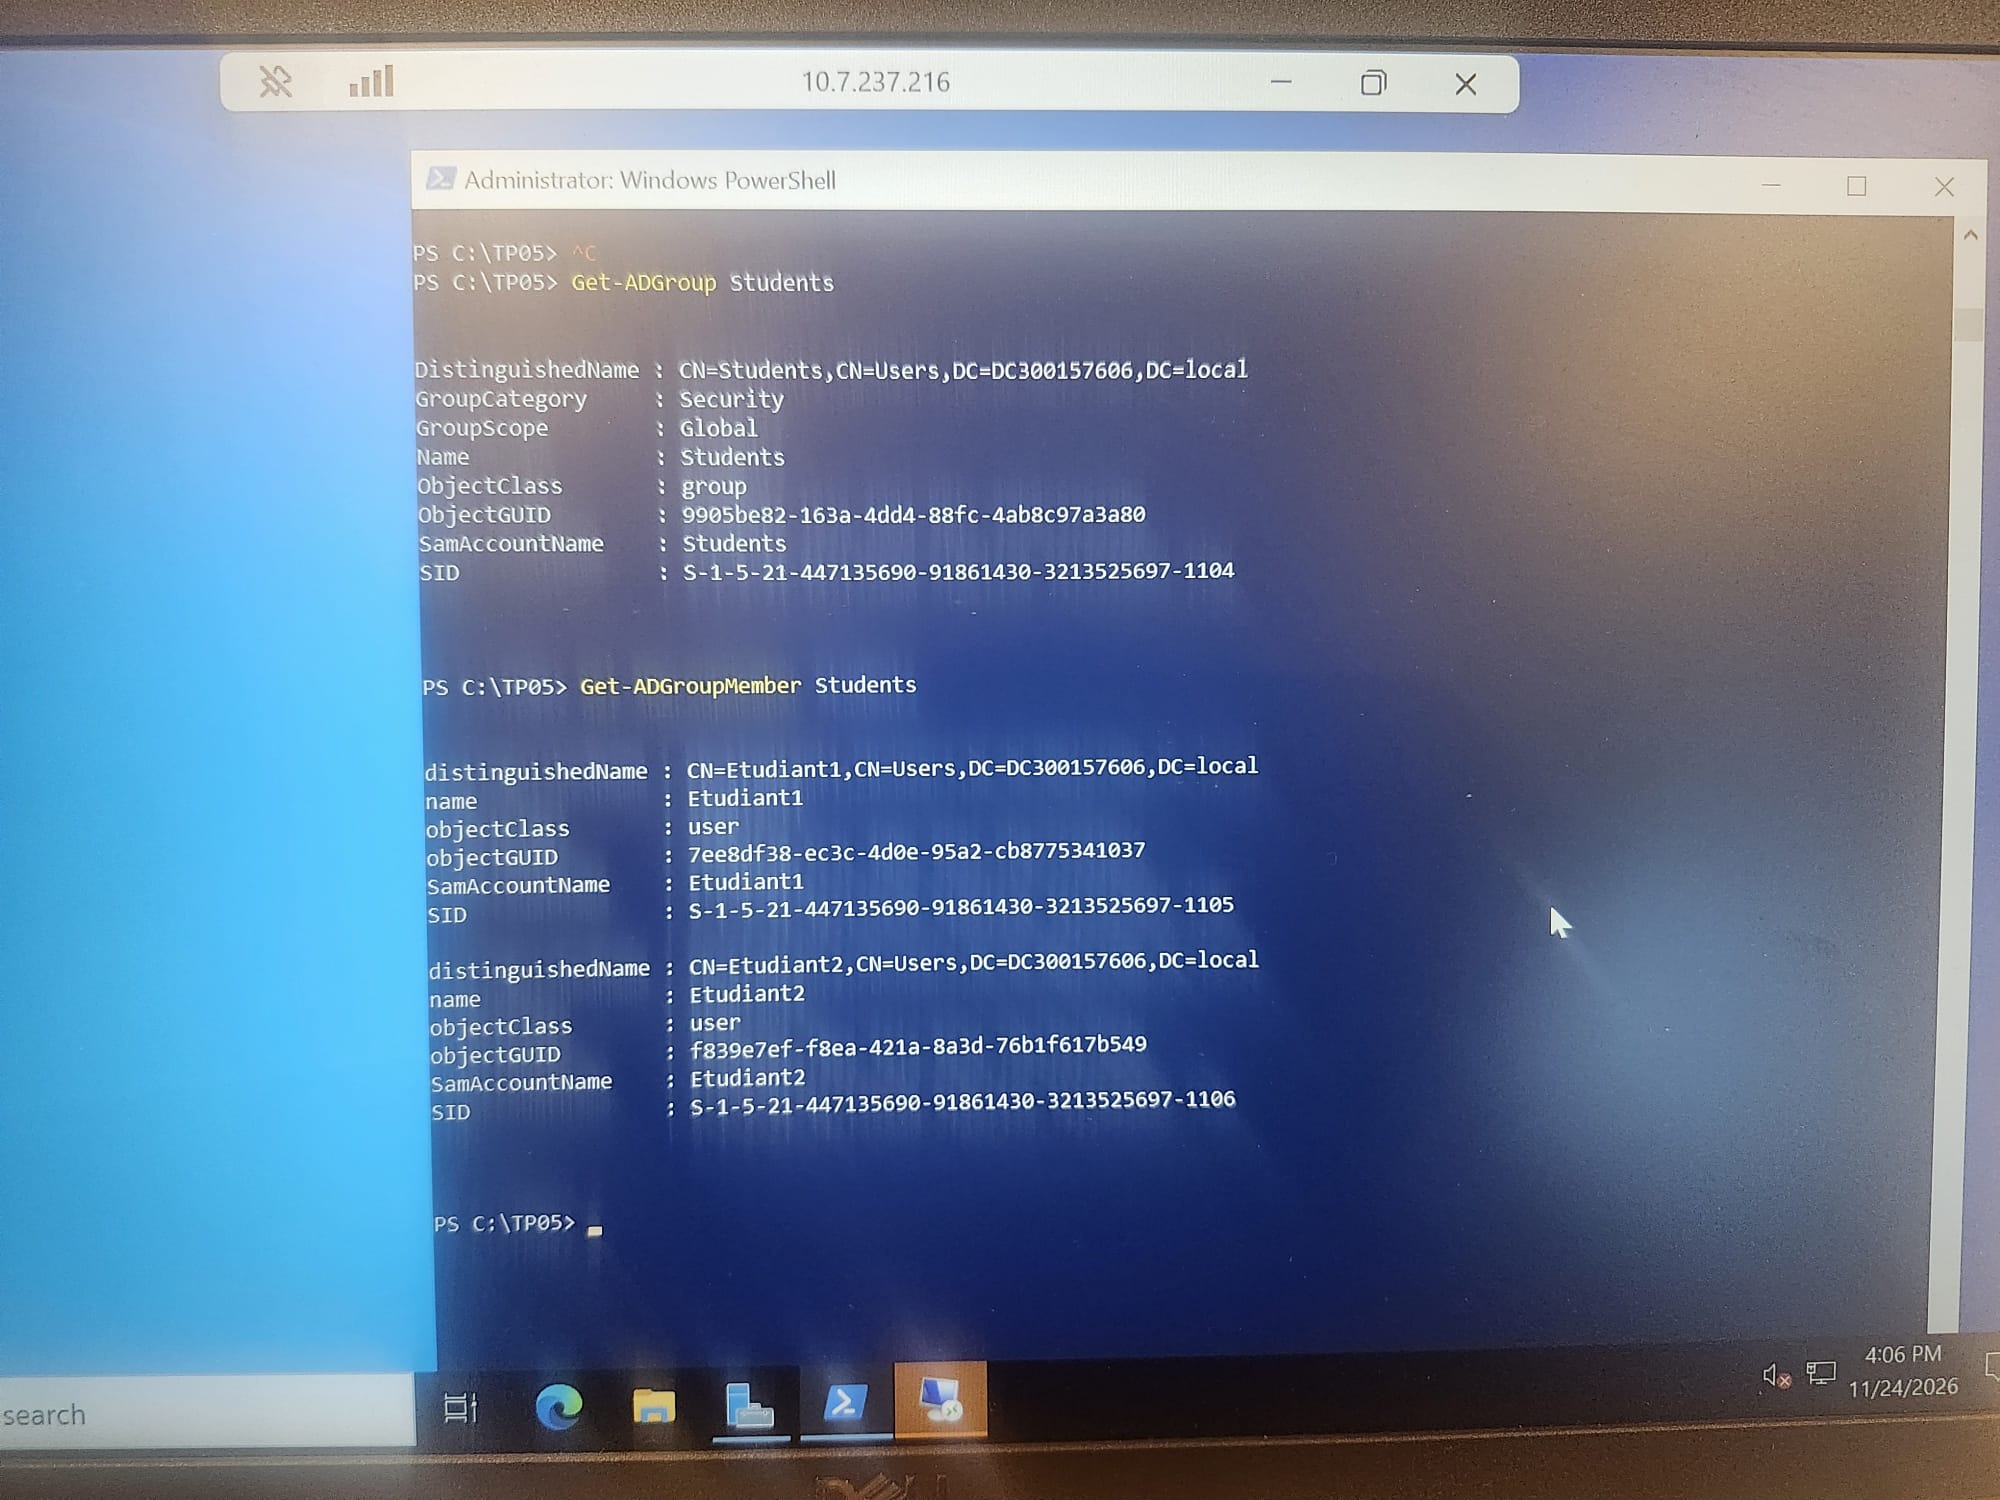 10.7.237.216
Administrator: Windows PowerShell
PS C:\TP05> ^C
PS C:\TP05> Get-ADGroup Students
DistinguishedName : CN=Students,CN=Users,DC=DC300157606,DC=local
GroupCategory : Security
GroupScope : Global
Name : Students
ObjectClass : group
ObjectGUID : 9905be82-163a-4dd4-88fc-4ab8c97a3a80
SamAccountName : Students
SID : S-1-5-21-447135690-91861430-3213525697-1104
PS C:\TP05> Get-ADGroupMember Students
distinguishedName : CN=Etudiant1,CN=Users,DC=DC300157606,DC=local
name : Etudiant1
objectClass : user
objectGUID : 7ee8df38-ec3c-4d0e-95a2-cb8775341037
SamAccountName : Etudiant1
SID : S-1-5-21-447135690-91861430-3213525697-1105
distinguishedName : CN=Etudiant2,CN=Users,DC=DC300157606,DC=local
name : Etudiant2
objectClass : user
objectGUID : f839e7ef-f8ea-421a-8a3d-76b1f617b549
SamAccountName : Etudiant2
SID : S-1-5-21-447135690-91861430-3213525697-1106
PS C:\TP05>
search
4:06 PM
11/24/2026